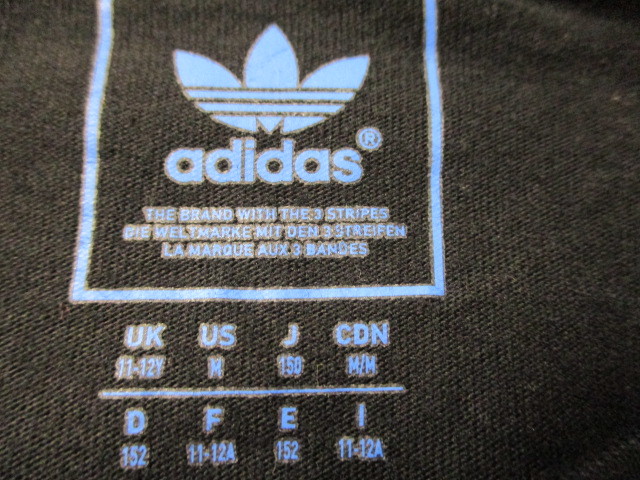 adidas®
THE BRAND WITH THE 3 STRIPES
DIE WELTMARKE MIT DEN 3 STREIFEN
LA MARQUE AUX 3 BANDES
UK US J CDN
11-12Y M 150 M/M
D F E I
152 11-12A 152 11-12A